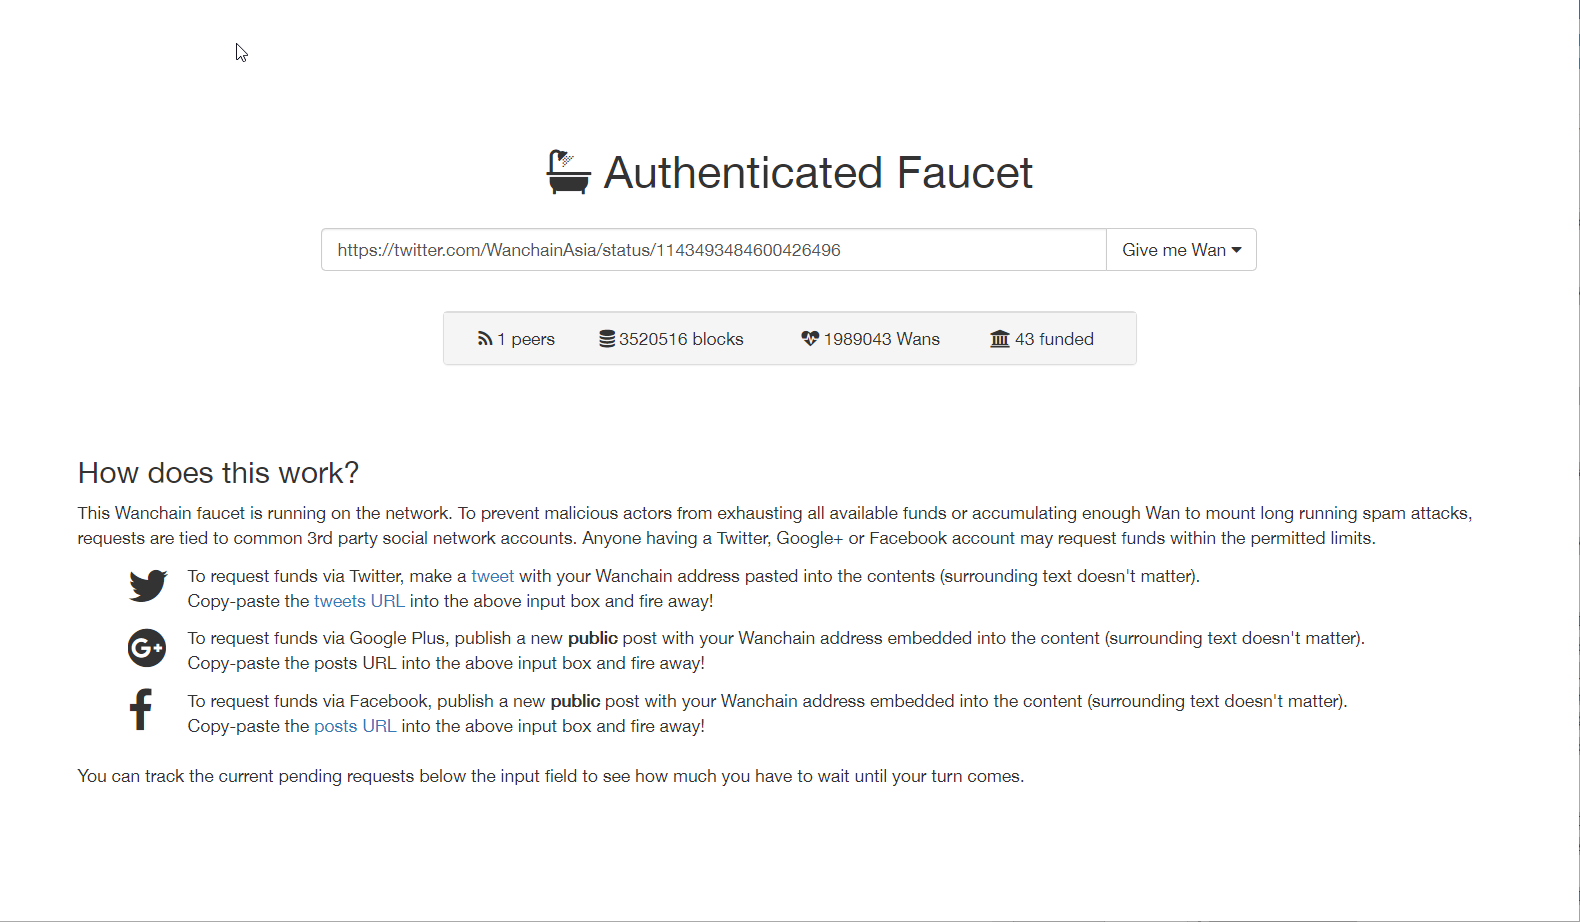 Authenticated Faucet
https://twitter.com/WanchainAsia/status/1143493484600426496
Give me Wan
1 peers 3520516 blocks 1989043 Wans 43 funded
How does this work?
This Wanchain faucet is running on the network. To prevent malicious actors from exhausting all available funds or accumulating enough Wan to mount long running spam attacks,
requests are tied to common 3rd party social network accounts. Anyone having a Twitter, Google+ or Facebook account may request funds within the permitted limits.
To request funds via Twitter, make a tweet with your Wanchain address pasted into the contents (surrounding text doesn't matter).
Copy-paste the tweets URL into the above input box and fire away!
G+
To request funds via Google Plus, publish a new public post with your Wanchain address embedded into the content (surrounding text doesn't matter).
Copy-paste the posts URL into the above input box and fire away!
To request funds via Facebook, publish a new public post with your Wanchain address embedded into the content (surrounding text doesn't matter).
Copy-paste the posts URL into the above input box and fire away!
You can track the current pending requests below the input field to see how much you have to wait until your turn comes.